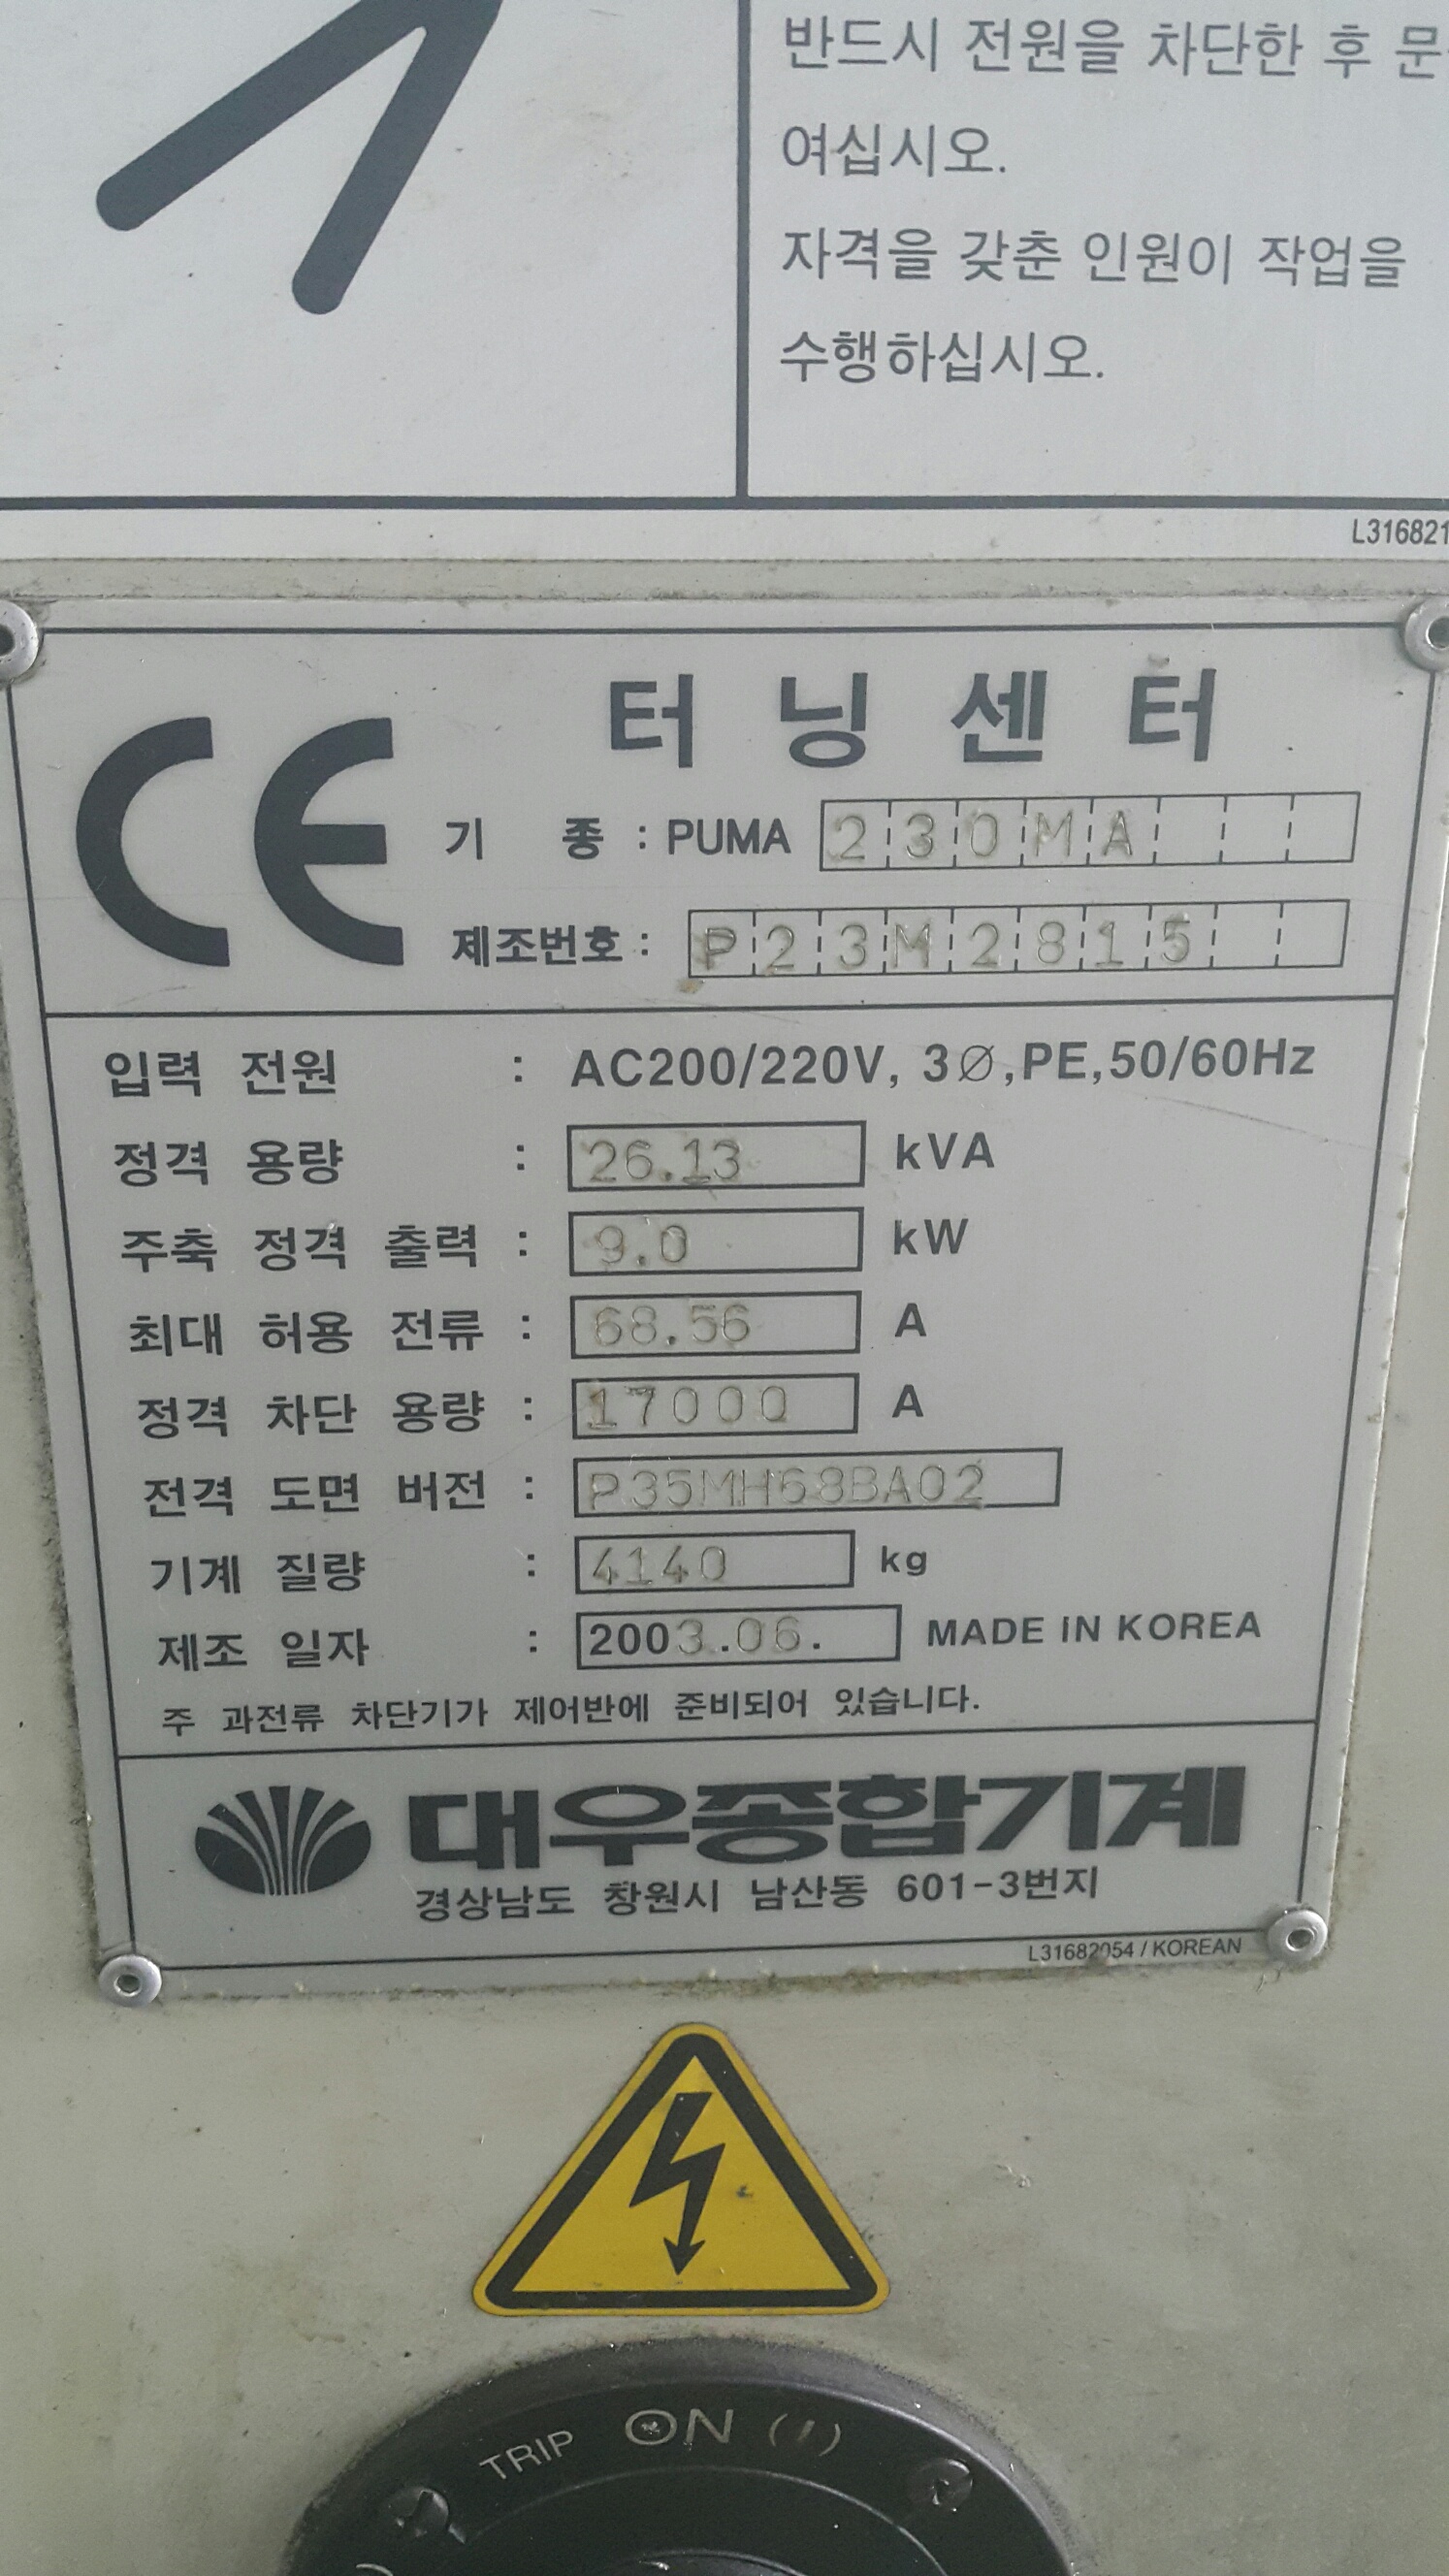 반드시 전원을 차단한 후 문
여십시오.
자격을 갖춘 인원이 작업을
수행하십시오.
L316821
CE
터닝센터
기 종 : PUMA 230MA
제조번호 : P23M2815
입력 전원 : AC200/220V, 3Ø,PE,50/60Hz
정격 용량 : 26.13 kVA
주축 정격 출력 : 9.0 kW
최대 허용 전류 : 68.56 A
정격 차단 용량 : 17000 A
전격 도면 버전 : P35MH68BA02
기계 질량 : 4140 kg
제조 일자 : 2003.06. MADE IN KOREA
주 과전류 차단기가 제어반에 준비되어 있습니다.
대우종합기계
경상남도 창원시 남산동 601-3번지
L31682054 / KOREAN
TRIP ON (I)